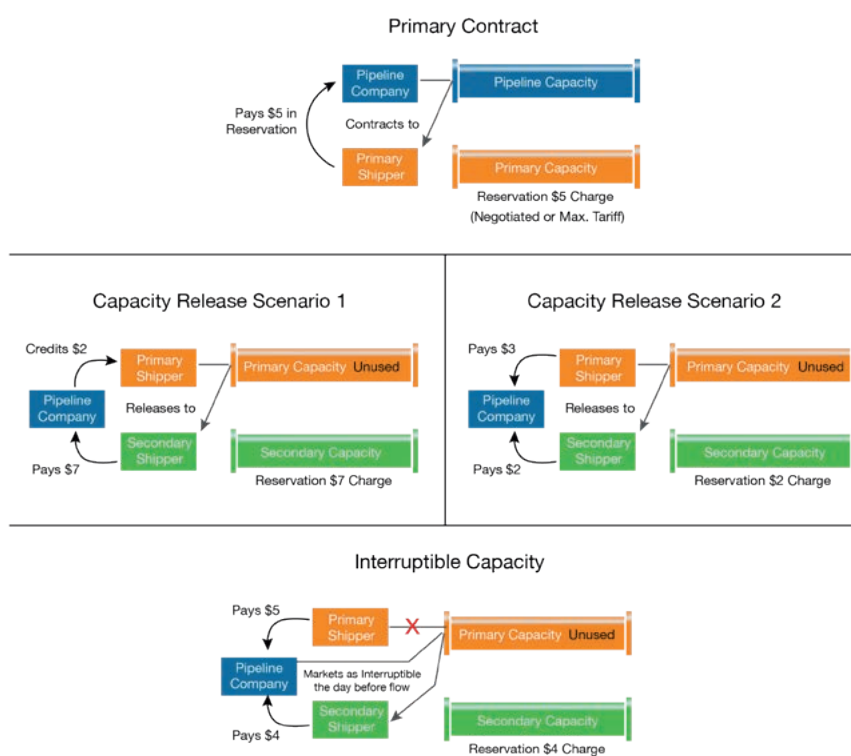 Primary Contract
Pipeline
Company
Pipeline Capacity
Pays $5 in
Reservation
Contracts to
Primary
Shipper
Primary Capacity
Reservation $5 Charge
(Negotiated or Max. Tariff)
Capacity Release Scenario 1
Credits $2
Primary
Shipper
Primary Capacity Unused
Pipeline
Company
Releases to
Secondary
Shipper
Secondary Capacity
Pays $7
Reservation $7 Charge
Capacity Release Scenario 2
Pays $3
Primary
Shipper
Primary Capacity Unused
Pipeline
Company
Releases to
Secondary
Shipper
Secondary Capacity
Pays $2
Reservation $2 Charge
Interruptible Capacity
Pays $5
Primary
Shipper
X
Primary Capacity Unused
Pipeline
Company
Markets as Interruptible
the day before flow
Secondary
Shipper
Secondary Capacity
Pays $4
Reservation $4 Charge